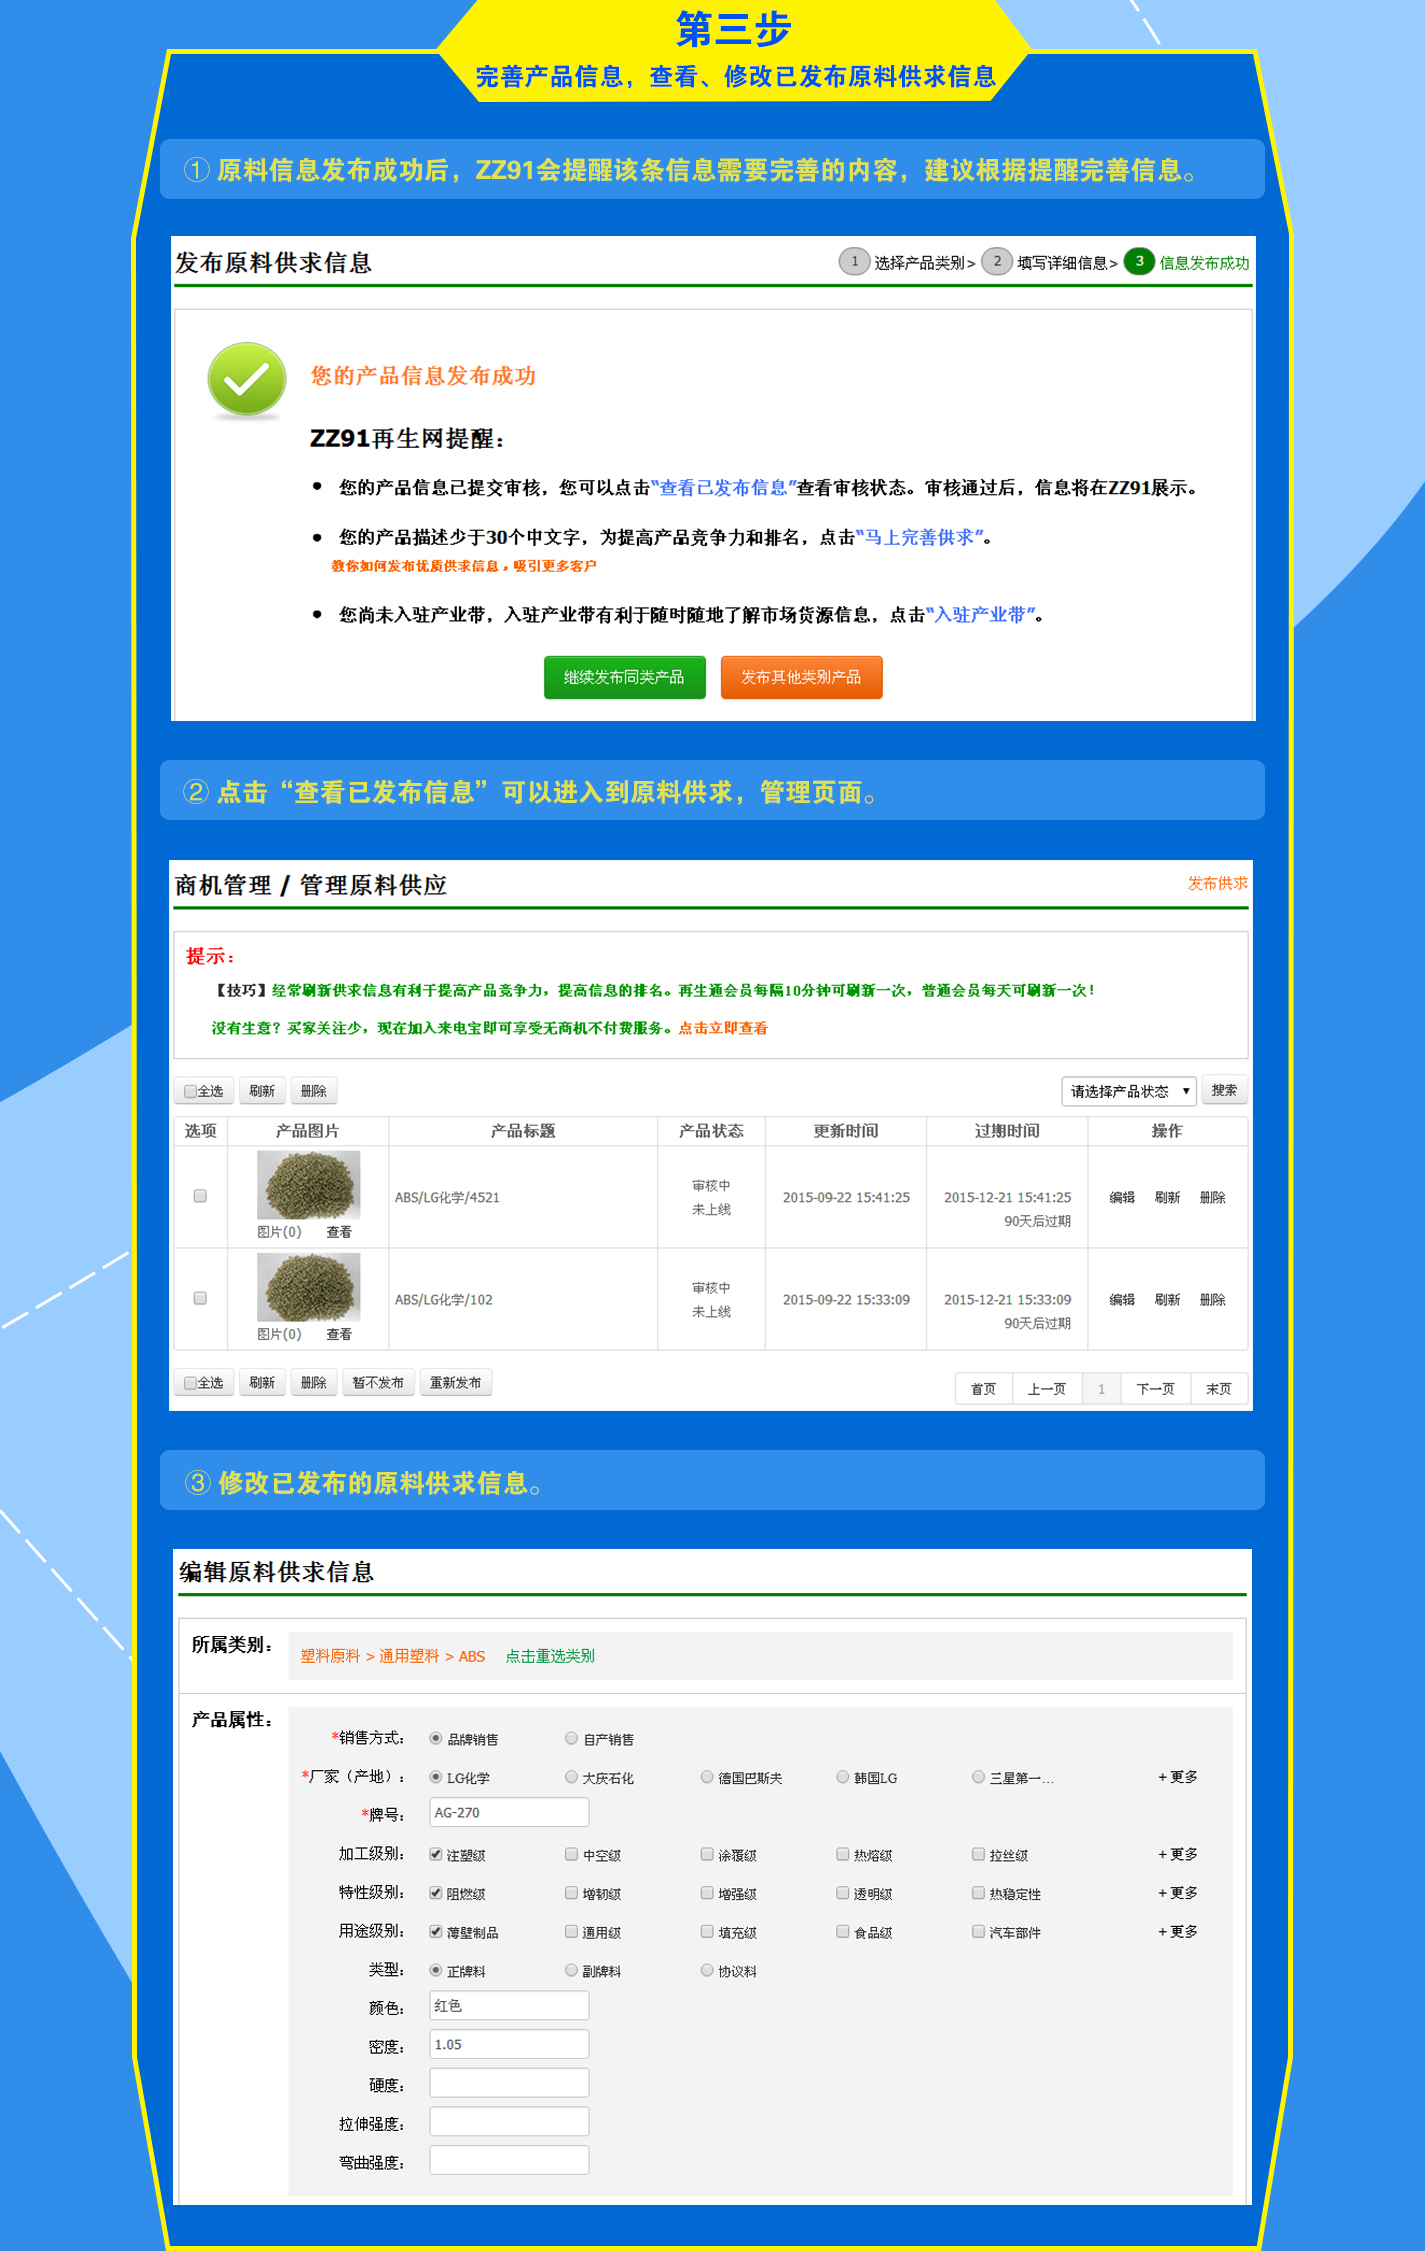 第三步
完善产品信息，查看、修改已发布原料供求信息
① 原料信息发布成功后，ZZ91会提醒该条信息需要完善的内容，建议根据提醒完善信息。
发布原料供求信息
1 选择产品类别> 2 填写详细信息> 3 信息发布成功
您的产品信息发布成功
ZZ91再生网提醒：
• 您的产品信息已提交审核，您可以点击“查看已发布信息”查看审核状态。审核通过后，信息将在ZZ91展示。
• 您的产品描述少于30个中文字，为提高产品竞争力和排名，点击“马上完善供求”。
教你如何发布优质供求信息，吸引更多客户
• 您尚未入驻产业带，入驻产业带有利于随时随地了解市场货源信息，点击“入驻产业带”。
继续发布同类产品 发布其他类别产品
② 点击“查看已发布信息”可以进入到原料供求，管理页面。
商机管理 / 管理原料供应 发布供求
提示：
【技巧】经常刷新供求信息有利于提高产品竞争力，提高信息的排名。再生通会员每隔10分钟可刷新一次，普通会员每天可刷新一次！
没有生意？买家关注少，现在加入来电宝即可享受无商机不付费服务。点击立即查看
全选 刷新 删除 请选择产品状态 搜索
选项 产品图片 产品标题 产品状态 更新时间 过期时间 操作
ABS/LG化学/4521 审核中 未上线 2015-09-22 15:41:25 2015-12-21 15:41:25 90天后过期 编辑 刷新 删除
图片(0) 查看
ABS/LG化学/102 审核中 未上线 2015-09-22 15:33:09 2015-12-21 15:33:09 90天后过期 编辑 刷新 删除
图片(0) 查看
全选 刷新 删除 暂不发布 重新发布 首页 上一页 1 下一页 末页
③ 修改已发布的原料供求信息。
编辑原料供求信息
所属类别： 塑料原料 > 通用塑料 > ABS 点击重选类别
产品属性：
*销售方式： 品牌销售 自产销售
*厂家（产地）： LG化学 大庆石化 德国巴斯夫 韩国LG 三星第一... +更多
*牌号： AG-270
加工级别： 注塑级 中空级 涂覆级 热熔级 拉丝级 +更多
特性级别： 阻燃级 增韧级 增强级 透明级 热稳定性 +更多
用途级别： 薄壁制品 通用级 填充级 食品级 汽车部件 +更多
类型： 正牌料 副牌料 协议料
颜色： 红色
密度： 1.05
硬度：
拉伸强度：
弯曲强度：